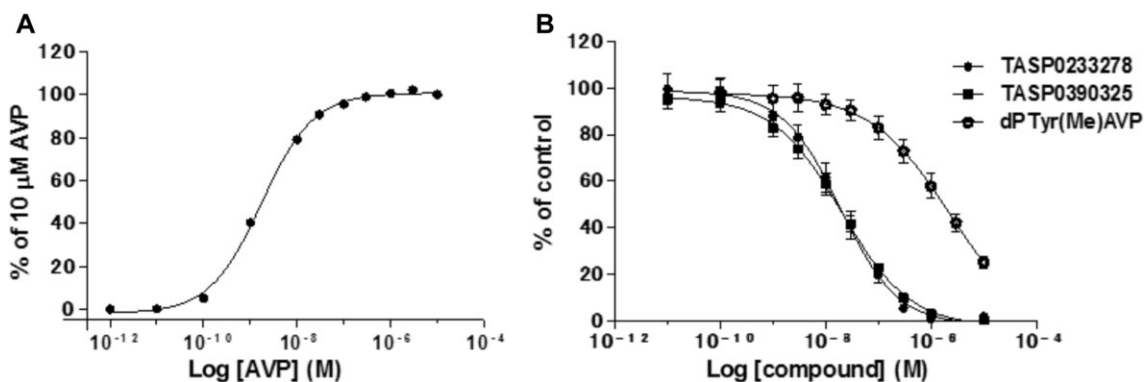 A
% of 10 μM AVP
120
100
80
60
40
20
0
10⁻¹² 10⁻¹⁰ 10⁻⁸ 10⁻⁶ 10⁻⁴
Log [AVP] (M)
B
% of control
120
100
80
60
40
20
0
10⁻¹² 10⁻¹⁰ 10⁻⁸ 10⁻⁶ 10⁻⁴
Log [compound] (M)
TASP0233278
TASP0390325
dPTyr(Me)AVP